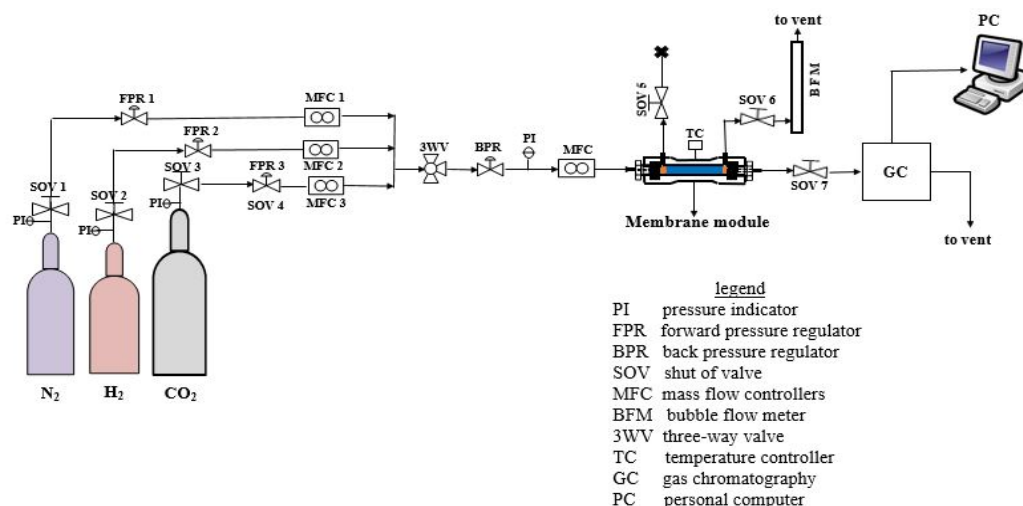 to vent
PC
BFM
FPR 1
MFC 1
SOV 5
SOV 6
FPR 2
TC
SOV 3
MFC 2
3WV
BPR
PI
MFC
FPR 3
SOV 1
SOV 2
SOV 4
MFC 3
SOV 7
GC
PI
PI
PI
Membrane module
to vent
N₂
H₂
CO₂
legend
PI pressure indicator
FPR forward pressure regulator
BPR back pressure regulator
SOV shut of valve
MFC mass flow controllers
BFM bubble flow meter
3WV three-way valve
TC temperature controller
GC gas chromatography
PC personal computer